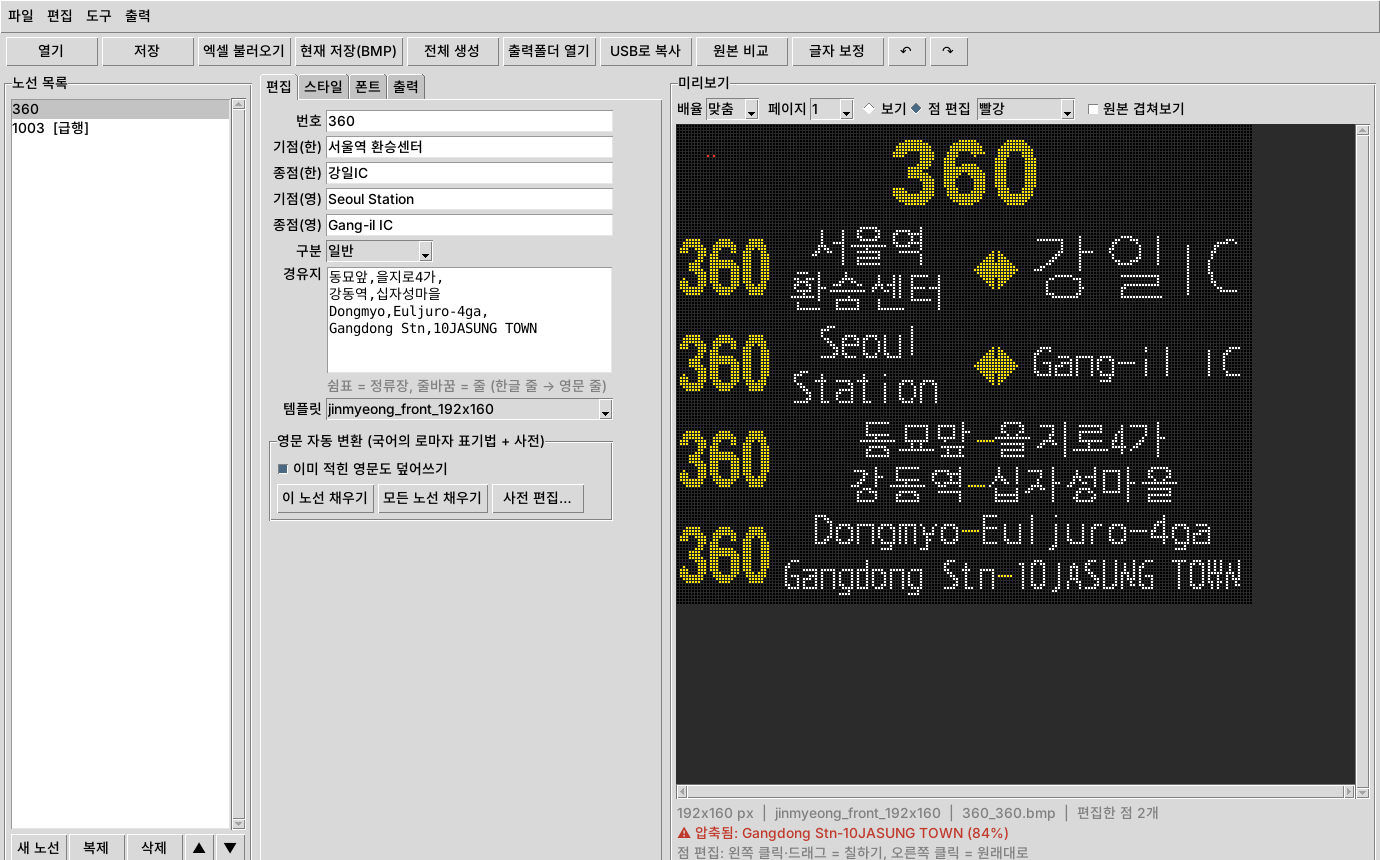 파일 편집 도구 출력
열기 저장 엑셀 불러오기 현재 저장(BMP) 전체 생성 출력폴더 열기 USB로 복사 원본 비교 글자 보정 ↶ ↷
노선 목록
360
1003 [급행]
새 노선 복제 삭제 ▲ ▼
편집 스타일 폰트 출력
번호 360
기점(한) 서울역 환승센터
종점(한) 강일IC
기점(영) Seoul Station
종점(영) Gang-il IC
구분 일반
경유지 동묘앞,을지로4가,
강동역,십자성마을
Dongmyo,Euljuro-4ga,
Gangdong Stn,10JASUNG TOWN
쉼표 = 정류장, 줄바꿈 = 줄 (한글 줄 → 영문 줄)
템플릿 jinmyeong_front_192x160
영문 자동 변환 (국어의 로마자 표기법 + 사전)
이미 적힌 영문도 덮어쓰기
이 노선 채우기 모든 노선 채우기 사전 편집...
미리보기
배율 맞춤 페이지 1 보기 점 편집 빨강 원본 겹쳐보기
360
360 서울역
환승센터 강일IC
360 Seoul
Station Gang-il IC
360 동묘앞-을지로4가
강동역-십자성마을
360 Dongmyo-Euljuro-4ga
Gangdong Stn-10JASUNG TOWN
192x160 px | jinmyeong_front_192x160 | 360_360.bmp | 편집한 점 2개
⚠ 압축됨: Gangdong Stn-10JASUNG TOWN (84%)
점 편집: 왼쪽 클릭·드래그 = 칠하기, 오른쪽 클릭 = 원래대로